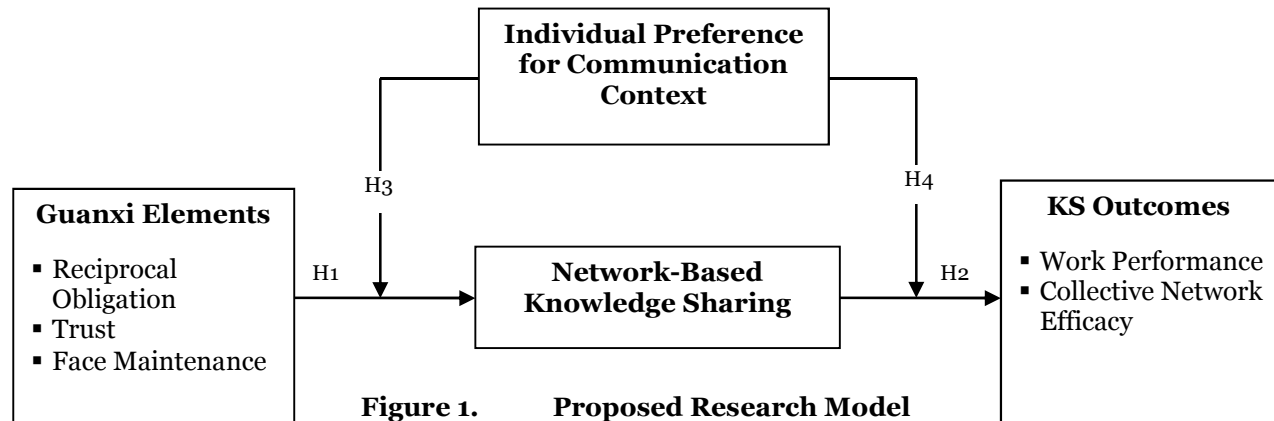 Individual Preference
for Communication
Context
H3
H4
Guanxi Elements
▪ Reciprocal
Obligation
▪ Trust
▪ Face Maintenance
H1
Network-Based
Knowledge Sharing
H2
KS Outcomes
▪ Work Performance
▪ Collective Network
Efficacy
Figure 1. Proposed Research Model